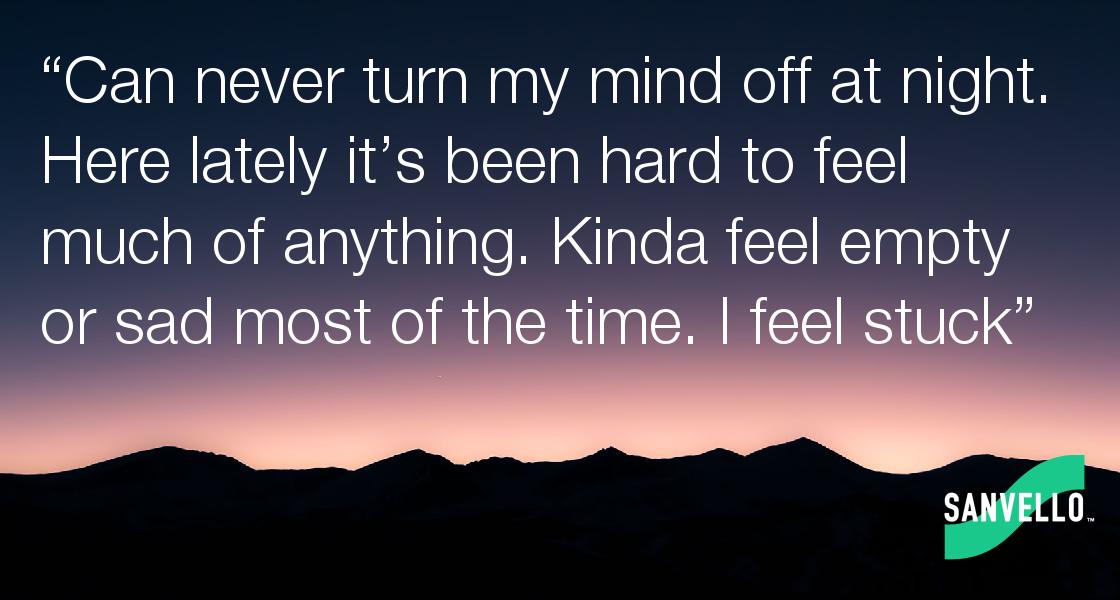 “Can never turn my mind off at night.
Here lately it’s been hard to feel
much of anything. Kinda feel empty
or sad most of the time. I feel stuck”
SANVELLO™